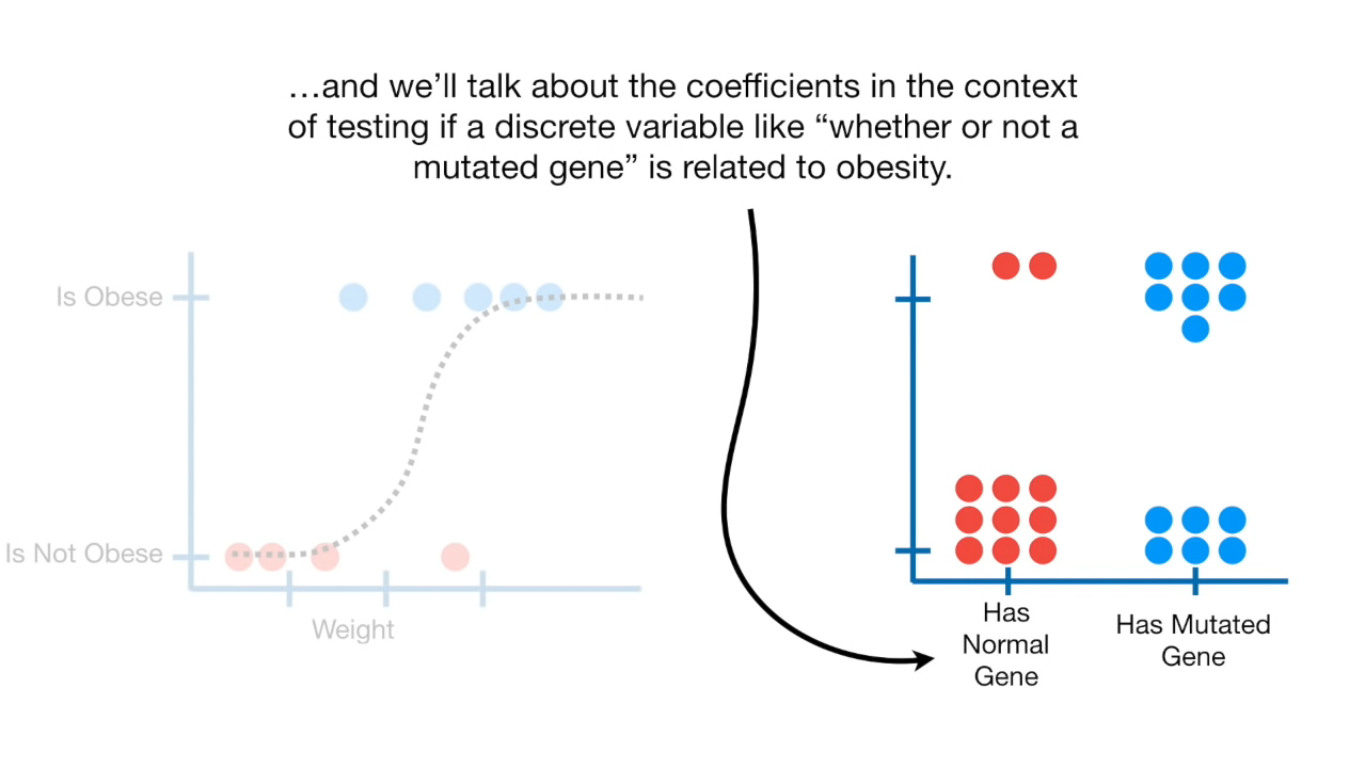 …and we’ll talk about the coefficients in the context
of testing if a discrete variable like “whether or not a
mutated gene” is related to obesity.
Is Obese
Is Not Obese
Weight
Has
Normal
Gene
Has Mutated
Gene